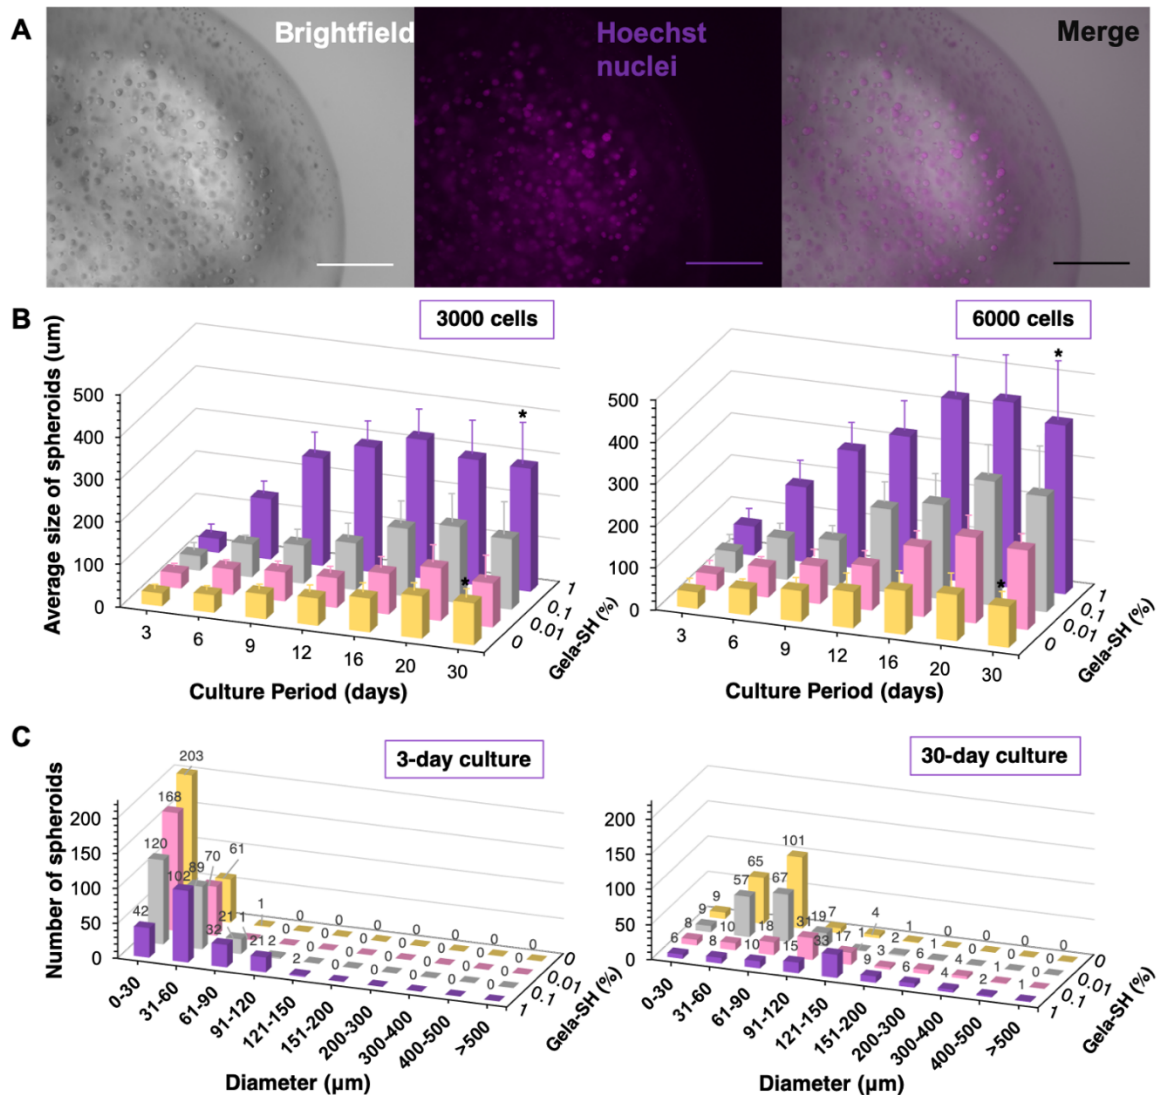 A
Brightfield
Hoechst
nuclei
Merge
B
3000 cells
6000 cells
Average size of spheroids (um)
500
400
300
200
100
0
3
6
9
12
16
20
30
Culture Period (days)
1
0.1
0.01
0
Gela-SH (%)
*
*
500
400
300
200
100
0
3
6
9
12
16
20
30
Culture Period (days)
1
0.1
0.01
0
Gela-SH (%)
*
*
C
3-day culture
30-day culture
Number of spheroids
200
150
100
50
0
203 61 1 0 0 0 0 0 0 0
168 70
120 89 21 1
42 102 32 21 2
0-30
31-60
61-90
91-120
121-150
151-200
200-300
300-400
400-500
>500
Diameter (µm)
0
0.01
0.1
1
Gela-SH (%)
200
150
100
50
0
9 65 101 7 4 1 0 0 0 0
9 57 67 19
8 10 18 31 17
6 8 10 15 33 9 6 4 2 1
0-30
31-60
61-90
91-120
121-150
151-200
200-300
300-400
400-500
>500
Diameter (µm)
0
0.01
0.1
1
Gela-SH (%)